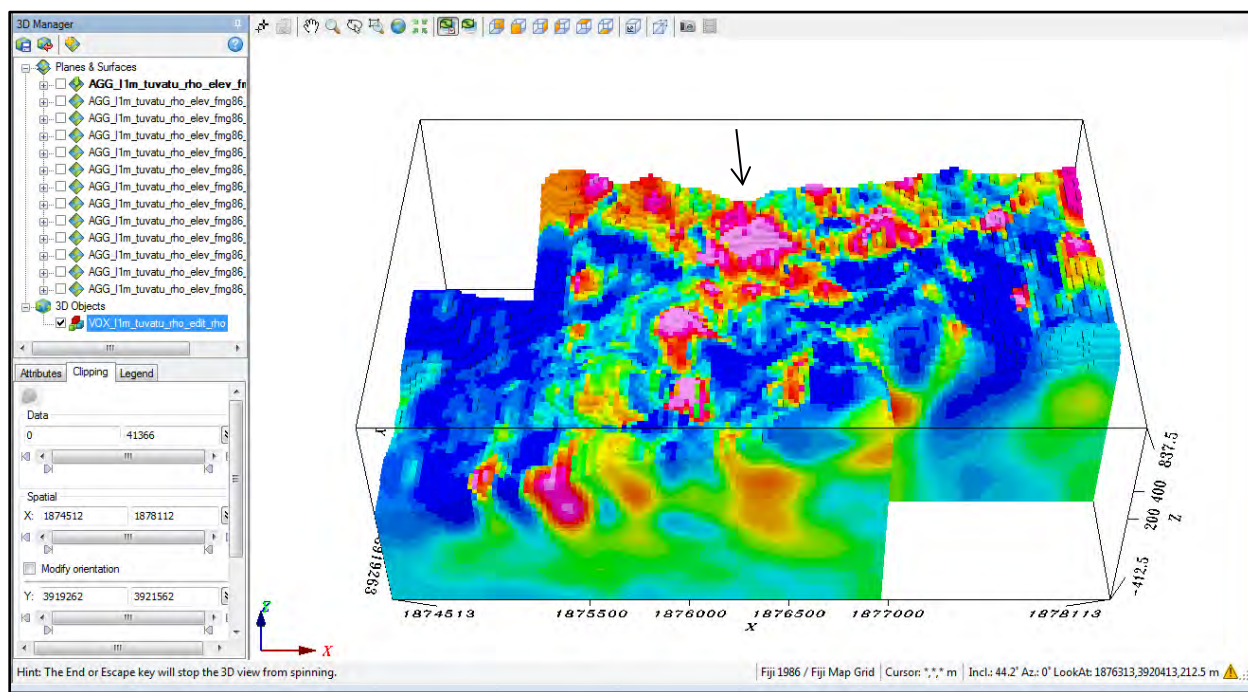 3D Manager
Planes & Surfaces
AGG_l1m_tuvatu_rho_elev_fm
AGG_l1m_tuvatu_rho_elev_fmg86_
AGG_l1m_tuvatu_rho_elev_fmg86_
AGG_l1m_tuvatu_rho_elev_fmg86_
AGG_l1m_tuvatu_rho_elev_fmg86_
AGG_l1m_tuvatu_rho_elev_fmg86_
AGG_l1m_tuvatu_rho_elev_fmg86_
AGG_l1m_tuvatu_rho_elev_fmg86_
AGG_l1m_tuvatu_rho_elev_fmg86_
AGG_l1m_tuvatu_rho_elev_fmg86_
AGG_l1m_tuvatu_rho_elev_fmg86_
AGG_l1m_tuvatu_rho_elev_fmg86_
3D Objects
VOX_l1m_tuvatu_rho_edit_rho
Attributes Clipping Legend
Data
0 41366
Spatial
X: 1874512 1878112
Modify orientation
Y: 3919262 3921562
Y
3919263
837.5
400
200
Z
-412.5
1874513 1875500 1876000 1876500 1877000 1878113
X
Z
X
Hint: The End or Escape key will stop the 3D view from spinning.
Fiji 1986 / Fiji Map Grid Cursor: *,*,* m Incl.: 44.2° Az.: 0° LookAt: 1876313,3920413,212.5 m